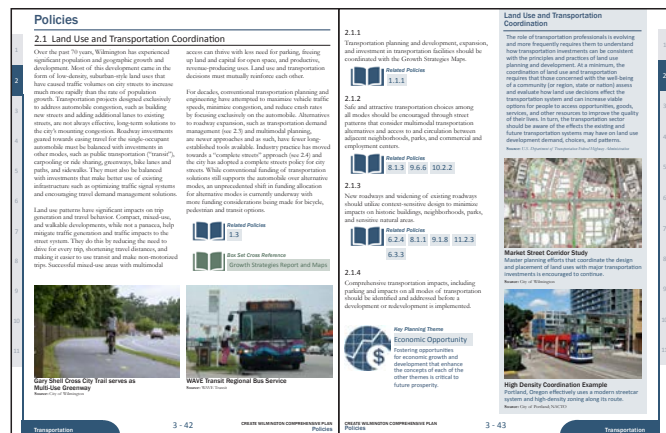 Policies
2.1 Land Use and Transportation Coordination
Over the past 70 years, Wilmington has experienced
significant population and geographic growth and
development. Most of this development came in the
form of low-density, suburban-style land uses that
have caused traffic volumes on city streets to increase
much more rapidly than the rate of population
growth. Transportation projects designed exclusively
to address automobile congestion, such as building
new streets and adding additional lanes to existing
streets, are not always effective, long-term solutions to
the city's mounting congestion. Roadway investments
geared towards easing travel for the single-occupant
automobile must be balanced with investments in
other modes, such as public transportation ("transit"),
carpooling or ride sharing, greenways, bike lanes and
paths, and sidewalks. They must also be balanced
with investments that make better use of existing
infrastructure such as optimizing traffic signal systems
and encouraging travel demand management solutions.
Land use patterns have significant impacts on trip
generation and travel behavior. Compact, mixed-use,
and walkable developments, while not a panacea, help
mitigate traffic generation and traffic impacts to the
street system. They do this by reducing the need to
drive for every trip, shortening travel distances, and
making it easier to use transit and make non-motorized
trips. Successful mixed-use areas with multimodal
access can thrive with less need for parking, freeing
up land and capital for open space, and productive,
revenue-producing uses. Land use and transportation
decisions must mutually reinforce each other.
For decades, conventional transportation planning and
engineering have attempted to maximize vehicle traffic
speeds, minimize congestion, and reduce crash rates
by focusing exclusively on the automobile. Alternatives
to roadway expansion, such as transportation demand
management (see 2.5) and multimodal planning,
are newer approaches and as such, have fewer long-
established tools available. Industry practice has moved
towards a "complete streets" approach (see 2.4) and
the city has adopted a complete streets policy for city
streets. While conventional funding of transportation
solutions still supports the automobile over alternative
modes, an unprecedented shift in funding allocation
for alternative modes is currently underway with
more funding considerations being made for bicycle,
pedestrian and transit options.
Related Policies
1.3
Box Set Cross Reference
Growth Strategies Report and Maps
Gary Shell Cross City Trail serves as
Multi-Use Greenway
Source: City of Wilmington
WAVE Transit Regional Bus Service
Source: WAVE Transit
Transportation
3 - 42
CREATE WILMINGTON COMPREHENSIVE PLAN
Policies
2.1.1
Transportation planning and development, expansion,
and investment in transportation facilities should be
coordinated with the Growth Strategies Maps.
Related Policies
1.1.1
2.1.2
Safe and attractive transportation choices among
all modes should be encouraged through street
patterns that consider multimodal transportation
alternatives and access to and circulation between
adjacent neighborhoods, parks, and commercial and
employment centers.
Related Policies
8.1.3 9.6.6 10.2.2
2.1.3
New roadways and widening of existing roadways
should utilize context-sensitive design to minimize
impacts on historic buildings, neighborhoods, parks,
and sensitive natural areas.
Related Policies
6.2.4 8.1.1 9.1.8 11.2.3
6.3.3
2.1.4
Comprehensive transportation impacts, including
parking and impacts on all modes of transportation
should be identified and addressed before a
development or redevelopment is completed.
Key Planning Theme
Economic Opportunity
Fostering opportunities
for economic growth
and development that
enhance the concepts of each of
the other themes is critical to
future prosperity.
CREATE WILMINGTON COMPREHENSIVE PLAN
Policies
3 - 43
Land Use and Transportation
Coordination
The role of transportation professionals is evolving
and more frequently requires them to understand
how transportation investments can be consistent
with the principles and practices of land use
planning and development. At a minimum, the
coordination of land use and transportation
requires that those concerned with the well-being
of a community (or region, state or nation) assess
and evaluate how land use decisions affect the
transportation system and can increase viable
options for people to access opportunities, goods,
services, and other resources to improve the quality
of their lives. In turn, the transportation sector
should be aware of the effects the existing and
future transportation systems may have on land use
development demand, choices, and patterns.
Source: U.S. Department of Transportation Federal Highway Administration
Market Street Corridor Study
Master planning efforts that coordinate the design
and placement of land uses with major transportation
investments is encouraged to continue.
Source: City of Wilmington
High Density Coordination Example
Portland, Oregon effectively uses a modern streetcar
system and high-density zoning along its route.
Source: City of Portland, NACTO
Transportation